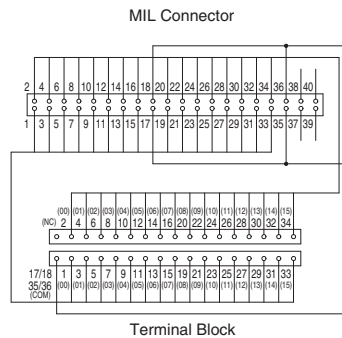 MIL Connector
2 4 6 8 10 12 14 16 18 20 22 24 26 28 30 32 34 36 38 40
1 3 5 7 9 11 13 15 17 19 21 23 25 27 29 31 33 35 37 39
(00) (01) (02) (03) (04) (05) (06) (07) (08) (09) (10) (11) (12) (13) (14) (15)
(NC) 2 4 6 8 10 12 14 16 20 22 24 26 28 30 32 34
17/18 1 3 5 7 9 11 13 15 19 21 23 25 27 29 31 33
35/36 (00) (01) (02) (03) (04) (05) (06) (07) (08) (09) (10) (11) (12) (13) (14) (15)
(COM)
Terminal Block